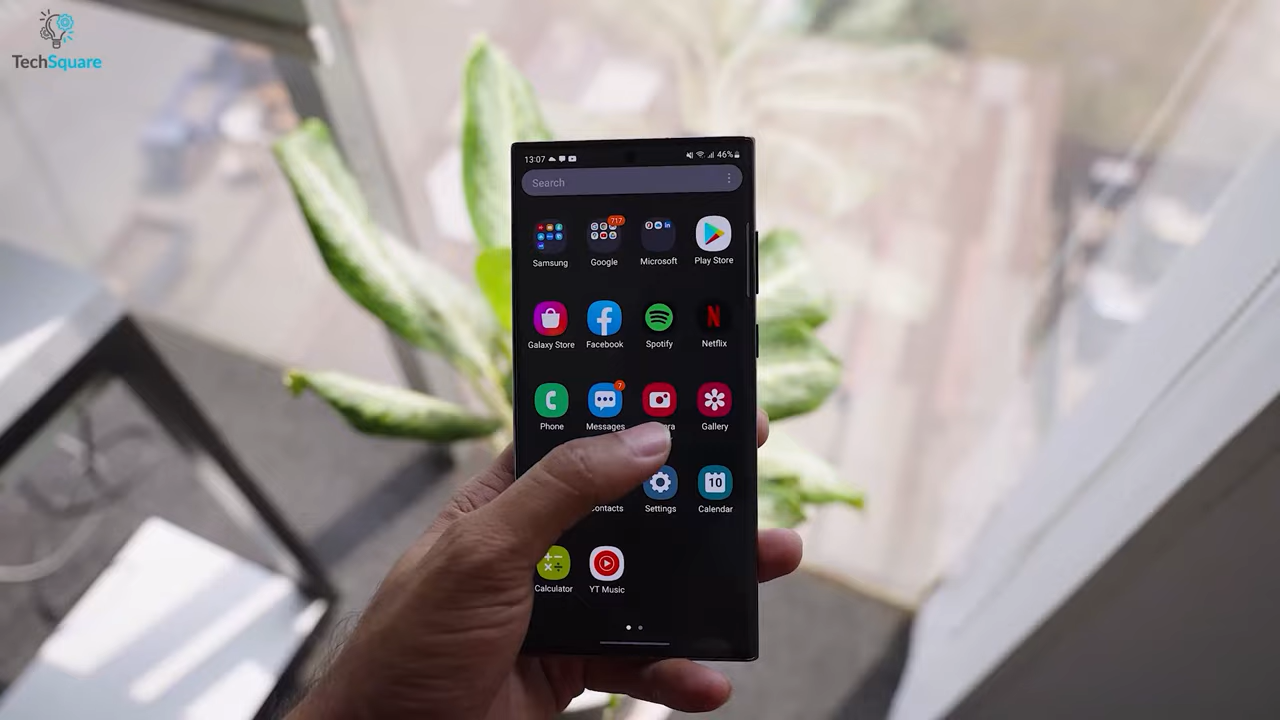 TechSquare
13:07 46%
Search
717
Samsung Google Microsoft Play Store
Galaxy Store Facebook Spotify Netflix
7
Phone Messages Gallery
10
Settings Calendar
Calculator YT Music